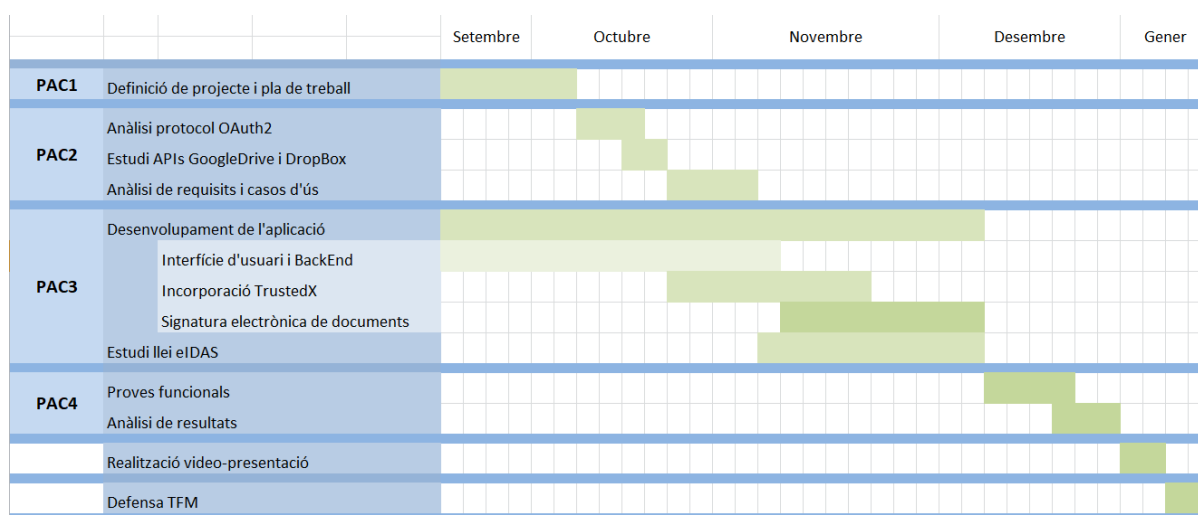 Setembre Octubre Novembre Desembre Gener
PAC1 Definició de projecte i pla de treball
Anàlisi protocol OAuth2
PAC2 Estudi APIs GoogleDrive i DropBox
Anàlisi de requisits i casos d'ús
Desenvolupament de l'aplicació
Interfície d'usuari i BackEnd
PAC3 Incorporació TrustedX
Signatura electrònica de documents
Estudi llei eIDAS
Proves funcionals
PAC4
Anàlisi de resultats
Realització video-presentació
Defensa TFM